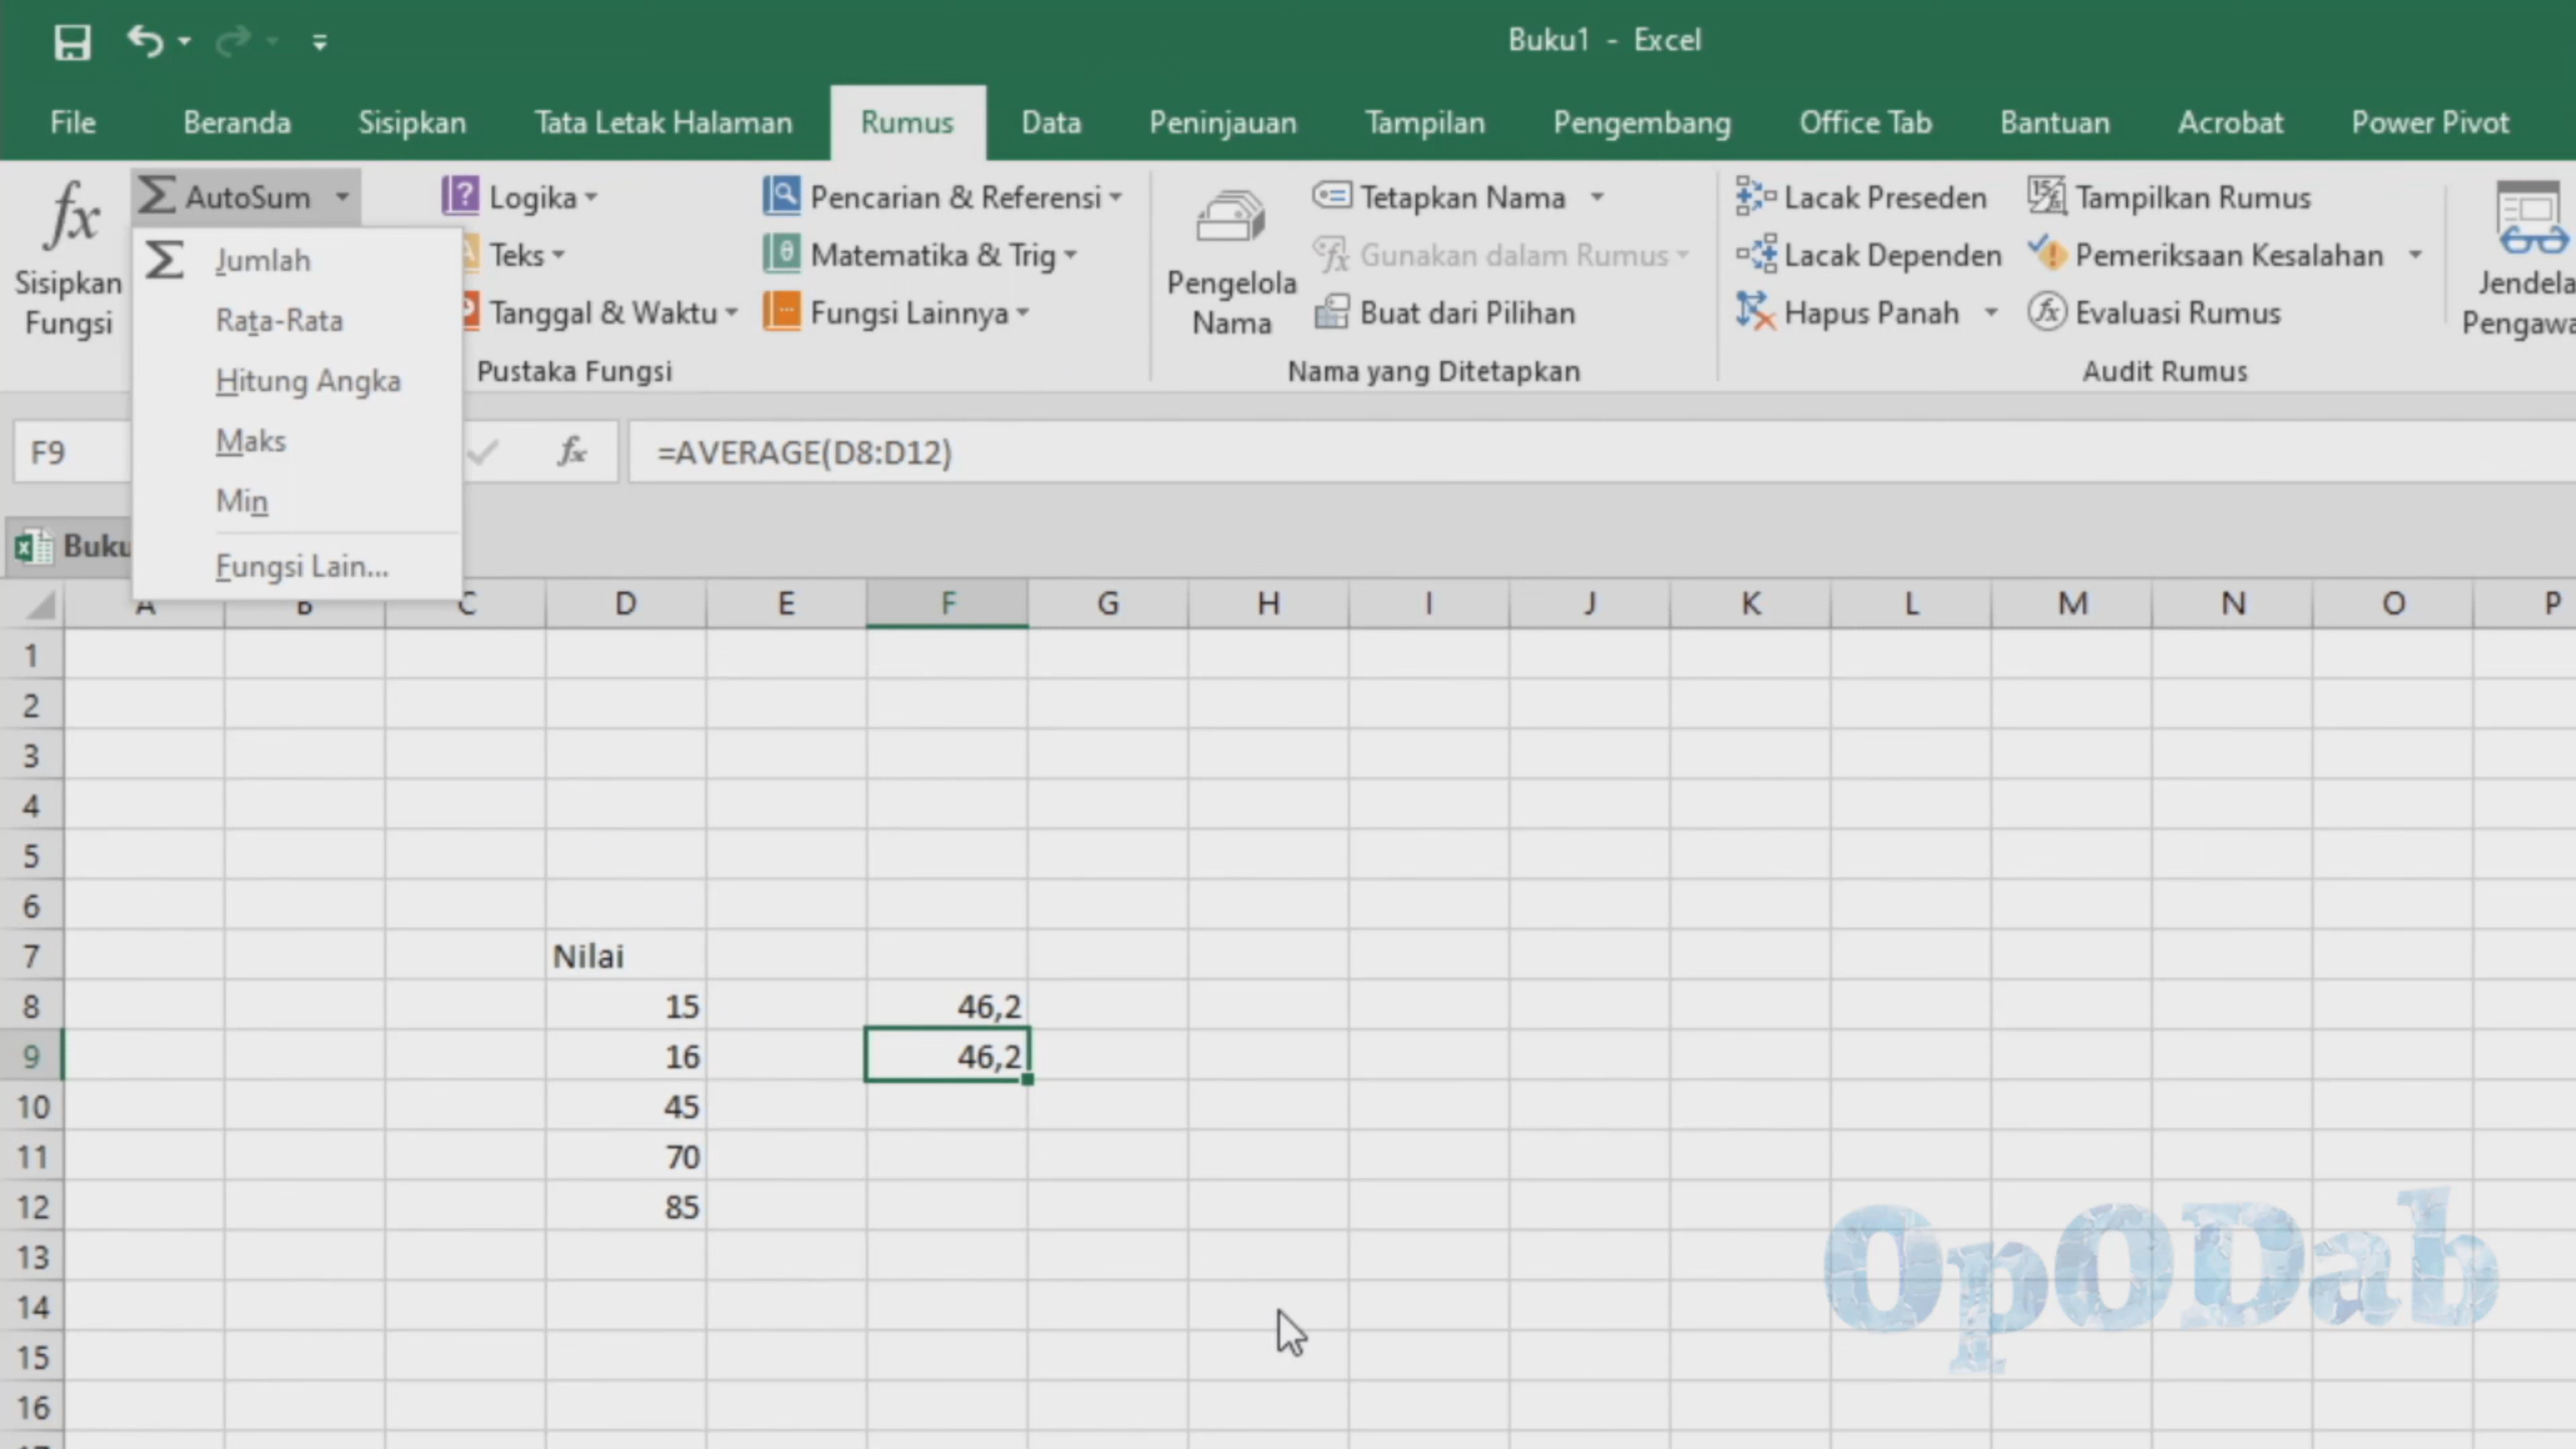 Buku1 - Excel
File Beranda Sisipkan Tata Letak Halaman Rumus Data Peninjauan Tampilan Pengembang Office Tab Bantuan Acrobat Power Pivot
Sisipkan Fungsi
AutoSum
Jumlah
Rata-Rata
Hitung Angka
Maks
Min
Fungsi Lain...
Logika
Teks
Tanggal & Waktu
Pencarian & Referensi
Matematika & Trig
Fungsi Lainnya
Pustaka Fungsi
Pengelola Nama
Tetapkan Nama
Gunakan dalam Rumus
Buat dari Pilihan
Nama yang Ditetapkan
Lacak Preseden
Lacak Dependen
Hapus Panah
Tampilkan Rumus
Pemeriksaan Kesalahan
Evaluasi Rumus
Audit Rumus
Jendela
Pengawa
F9 fx =AVERAGE(D8:D12)
Buku
A B C D E F G H I J K L M N O P
1
2
3
4
5
6
7 Nilai
8 15 46,2
9 16 46,2
10 45
11 70
12 85
13
14
15
16
OpODab